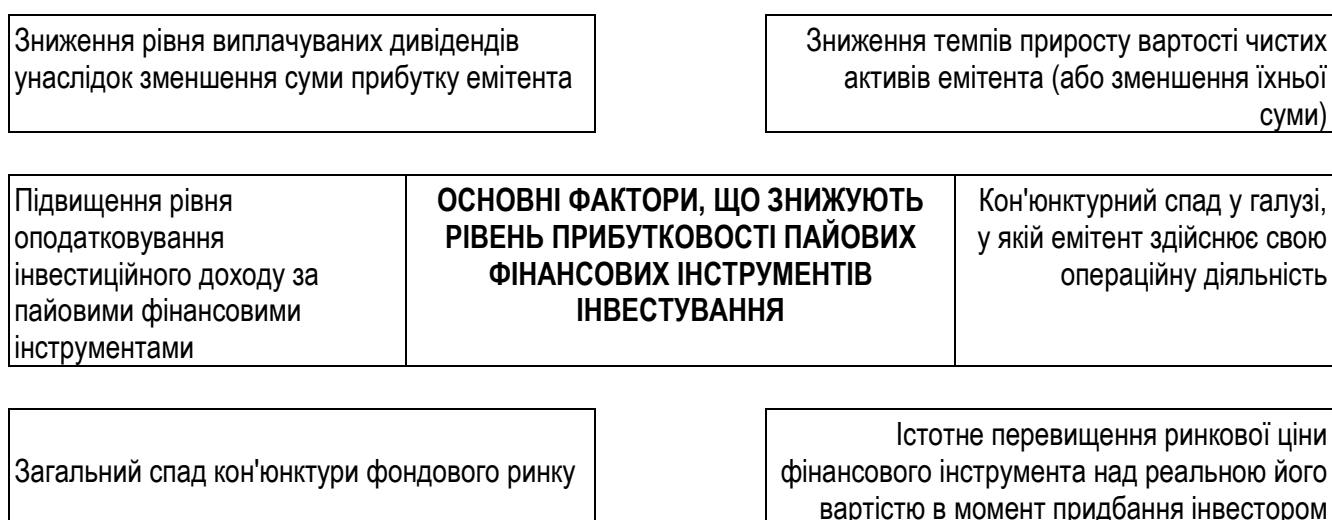 Зниження рівня виплачуваних дивідендів
унаслідок зменшення суми прибутку емітента
Зниження темпів приросту вартості чистих
активів емітента (або зменшення їхньої
суми)
Підвищення рівня
оподатковування
інвестиційного доходу за
пайовими фінансовими
інструментами
ОСНОВНІ ФАКТОРИ, ЩО ЗНИЖУЮТЬ
РІВЕНЬ ПРИБУТКОВОСТІ ПАЙОВИХ
ФІНАНСОВИХ ІНСТРУМЕНТІВ
ІНВЕСТУВАННЯ
Кон'юнктурний спад у галузі,
у якій емітент здійснює свою
операційну діяльність
Загальний спад кон'юнктури фондового ринку
Істотне перевищення ринкової ціни
фінансового інструмента над реальною його
вартістю в момент придбання інвестором